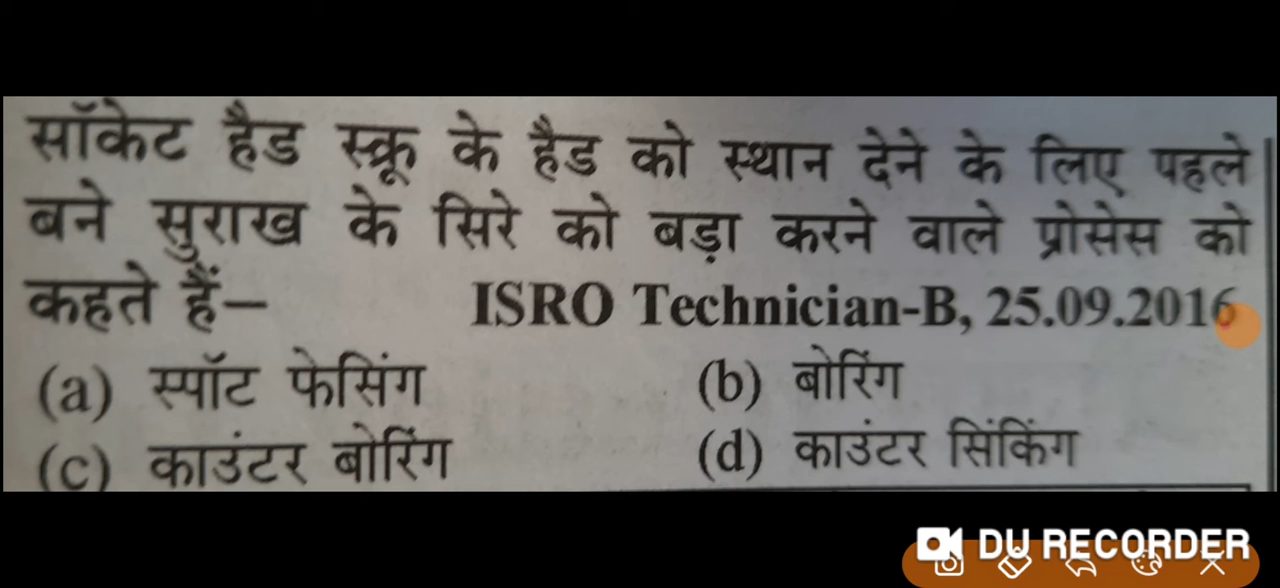 सॉकेट हैड स्क्रू के हैड को स्थान देने के लिए पहले
बने सुराख के सिरे को बड़ा करने वाले प्रोसेस को
कहते हैं– ISRO Technician-B, 25.09.2016
(a) स्पॉट फेसिंग (b) बोरिंग
(c) काउंटर बोरिंग (d) काउंटर सिंकिंग
DU RECORDER